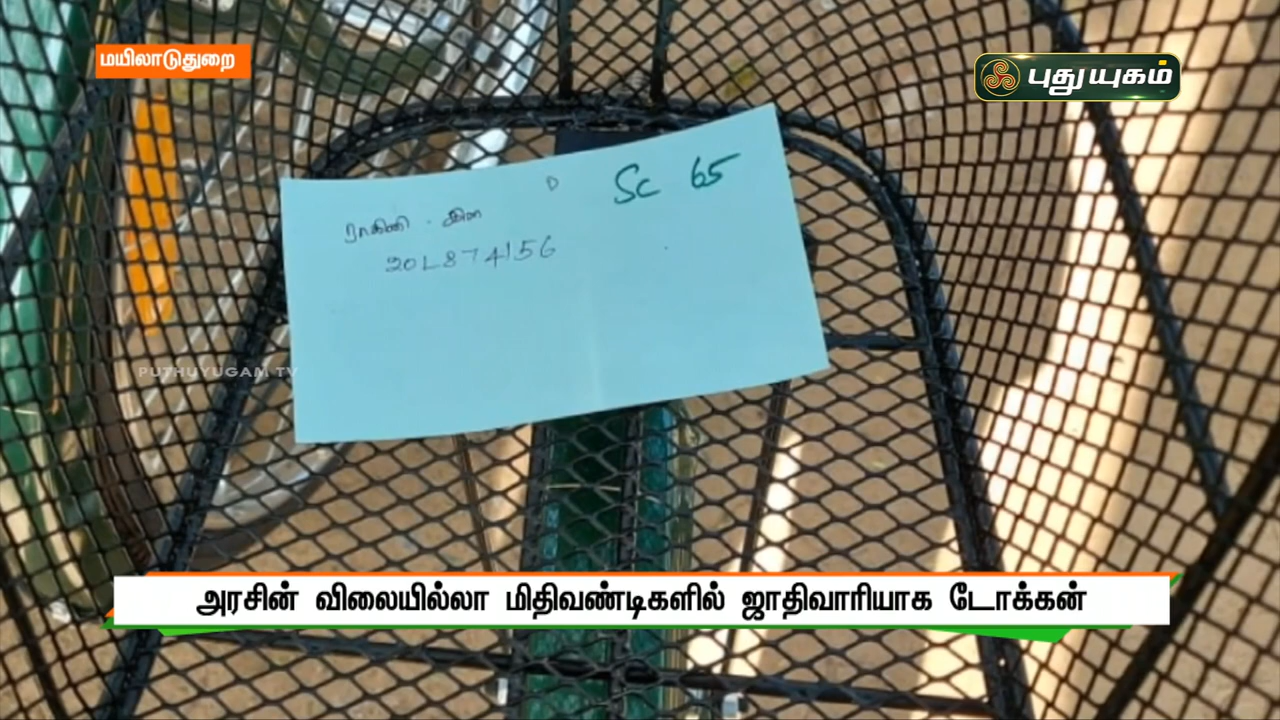 மயிலாடுதுறை
புதுயுகம்
SC 65
ராகினி -
20L874156
PUTHUYUGAM TV
அரசின் விலையில்லா மிதிவண்டிகளில் ஜாதிவாரியாக டோக்கன்